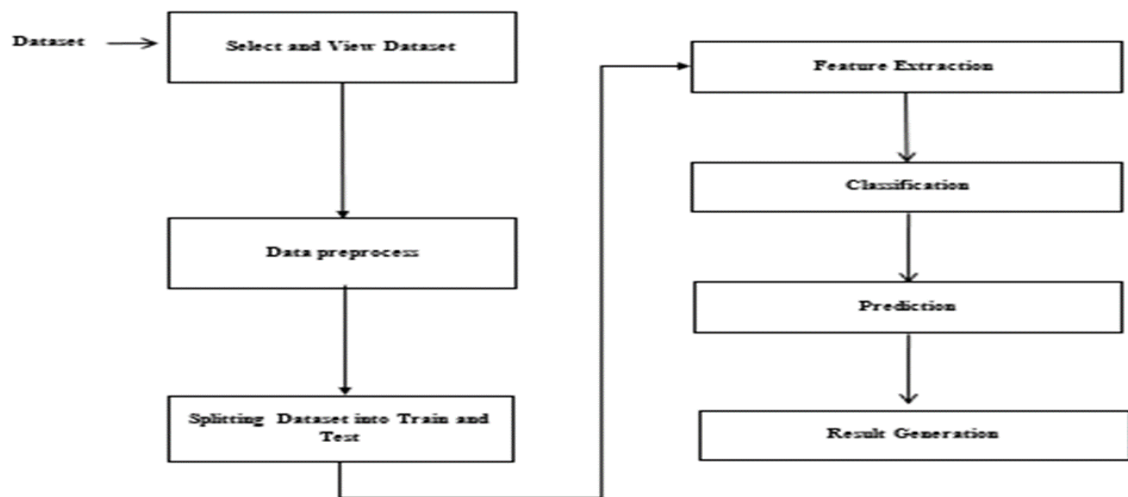 Dataset
Select and View Dataset
Data preprocess
Splitting Dataset into Train and
Test
Feature Extraction
Classification
Prediction
Result Generation